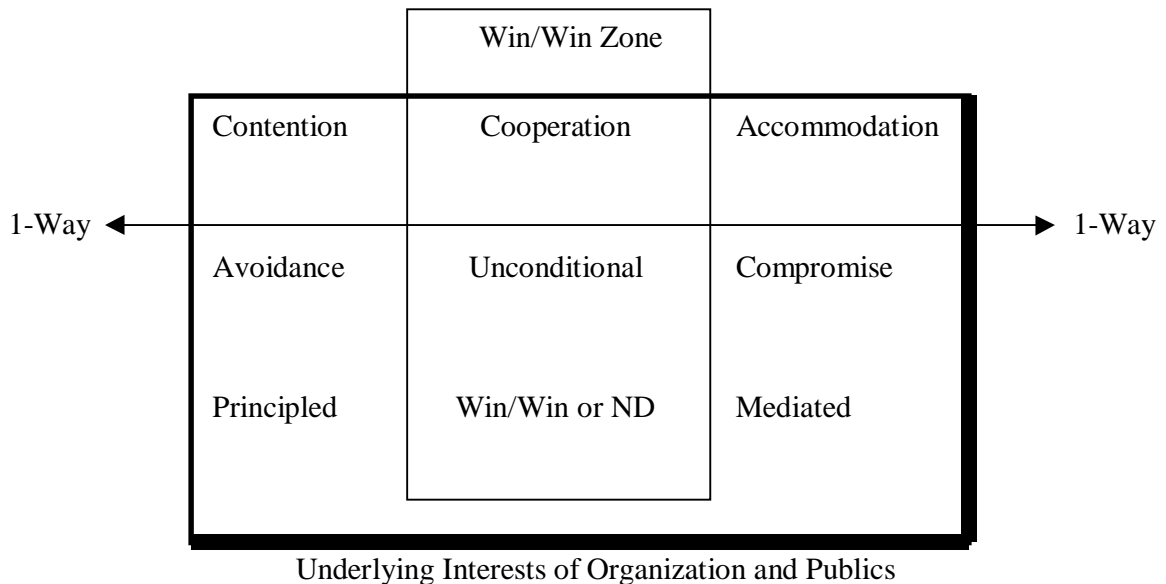 Win/Win Zone
Contention Cooperation Accommodation
1-Way 1-Way
Avoidance Unconditional Compromise
Principled Win/Win or ND Mediated
Underlying Interests of Organization and Publics